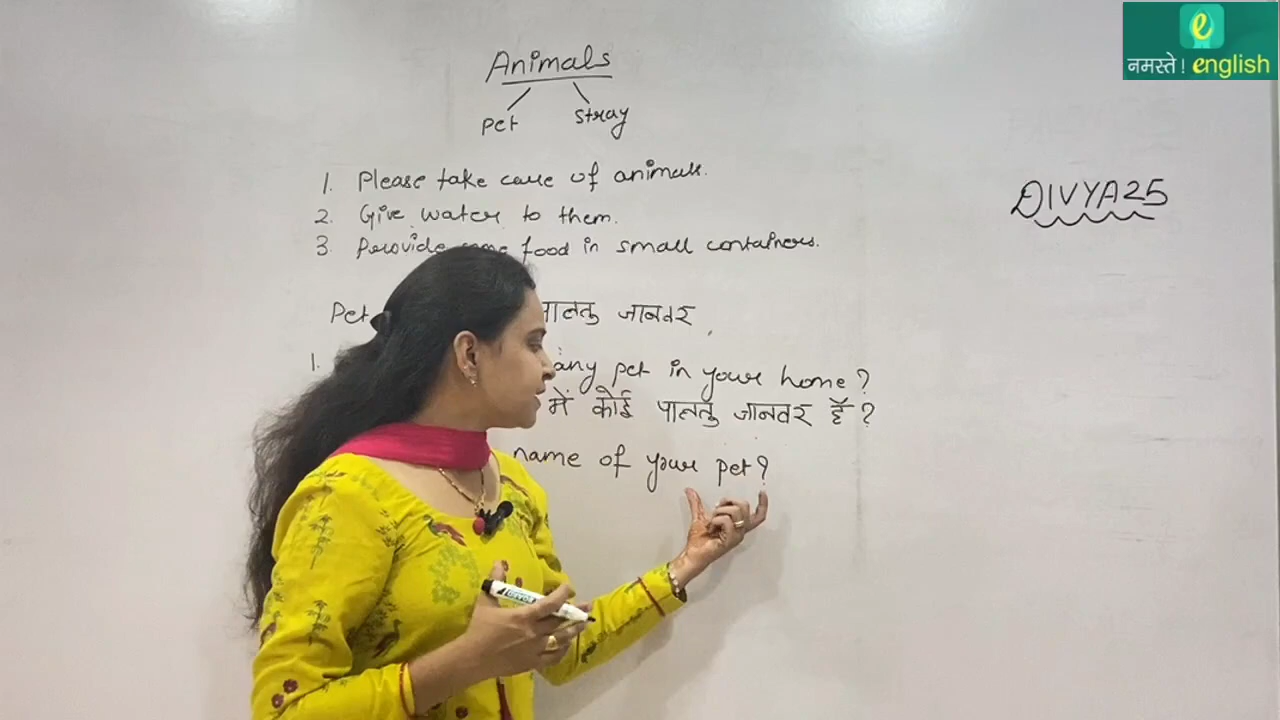 e
नमस्ते ! english
Animals
pet stray
1. Please take care of animals.
DIVYA25
2. Give water to them.
3. Provide some food in small containers.
Pet पालतु जानवर
1. any pet in your home ?
में कोई पालतु जानवर हैं ?
name of your pet ?